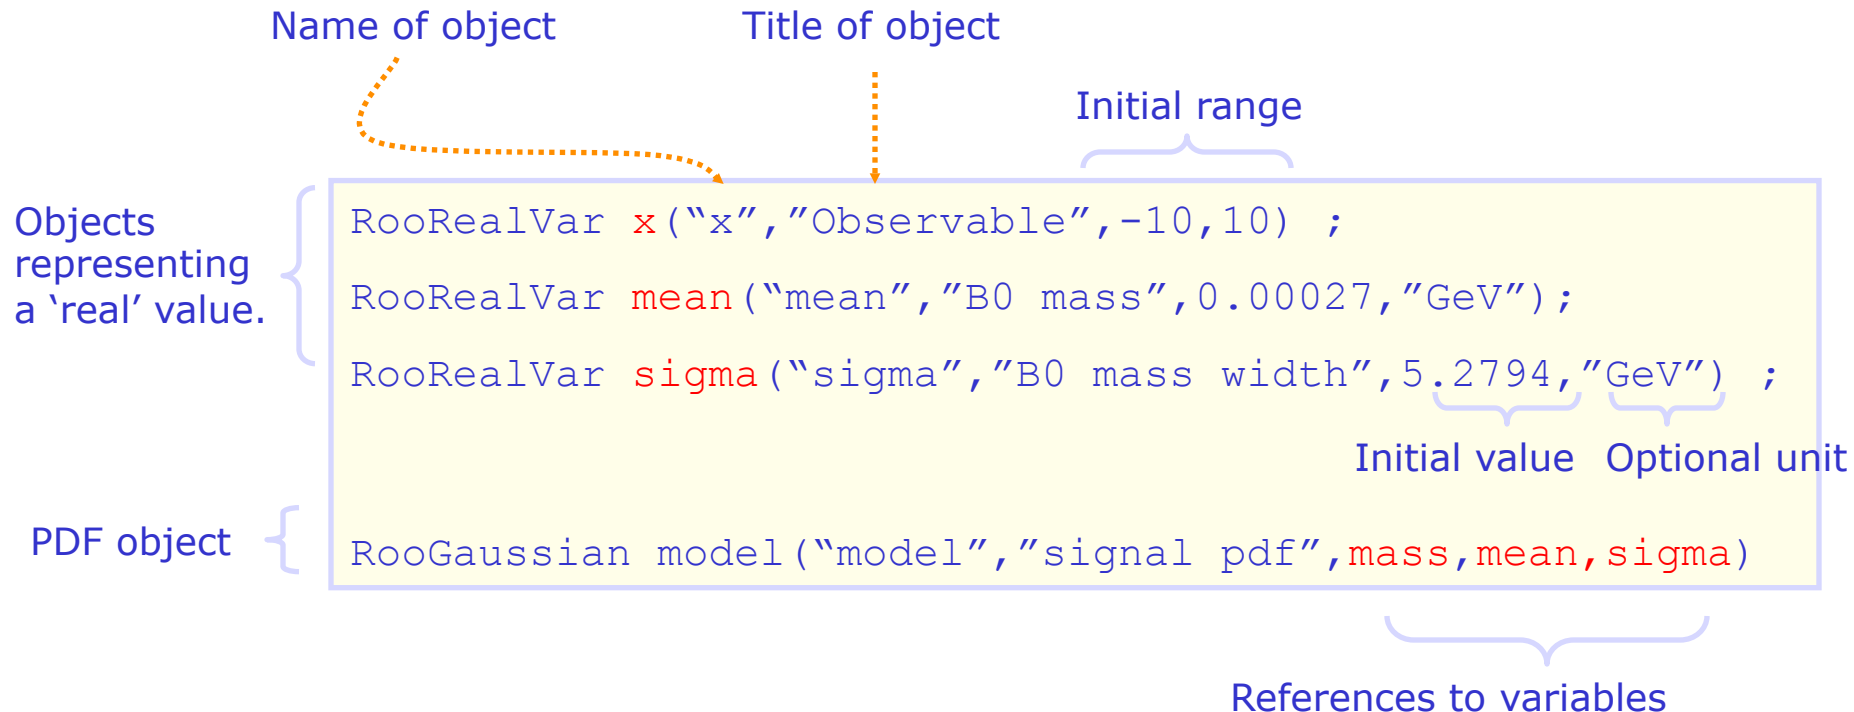 Name of object
Title of object
Initial range
Objects
representing
a ‘real’ value.
RooRealVar x(“x”,”Observable”,-10,10) ;
RooRealVar mean(“mean”,”B0 mass”,0.00027,”GeV”);
RooRealVar sigma(“sigma”,”B0 mass width”,5.2794,”GeV”) ;
Initial value
Optional unit
PDF object
RooGaussian model(“model”,”signal pdf”,mass,mean,sigma)
References to variables